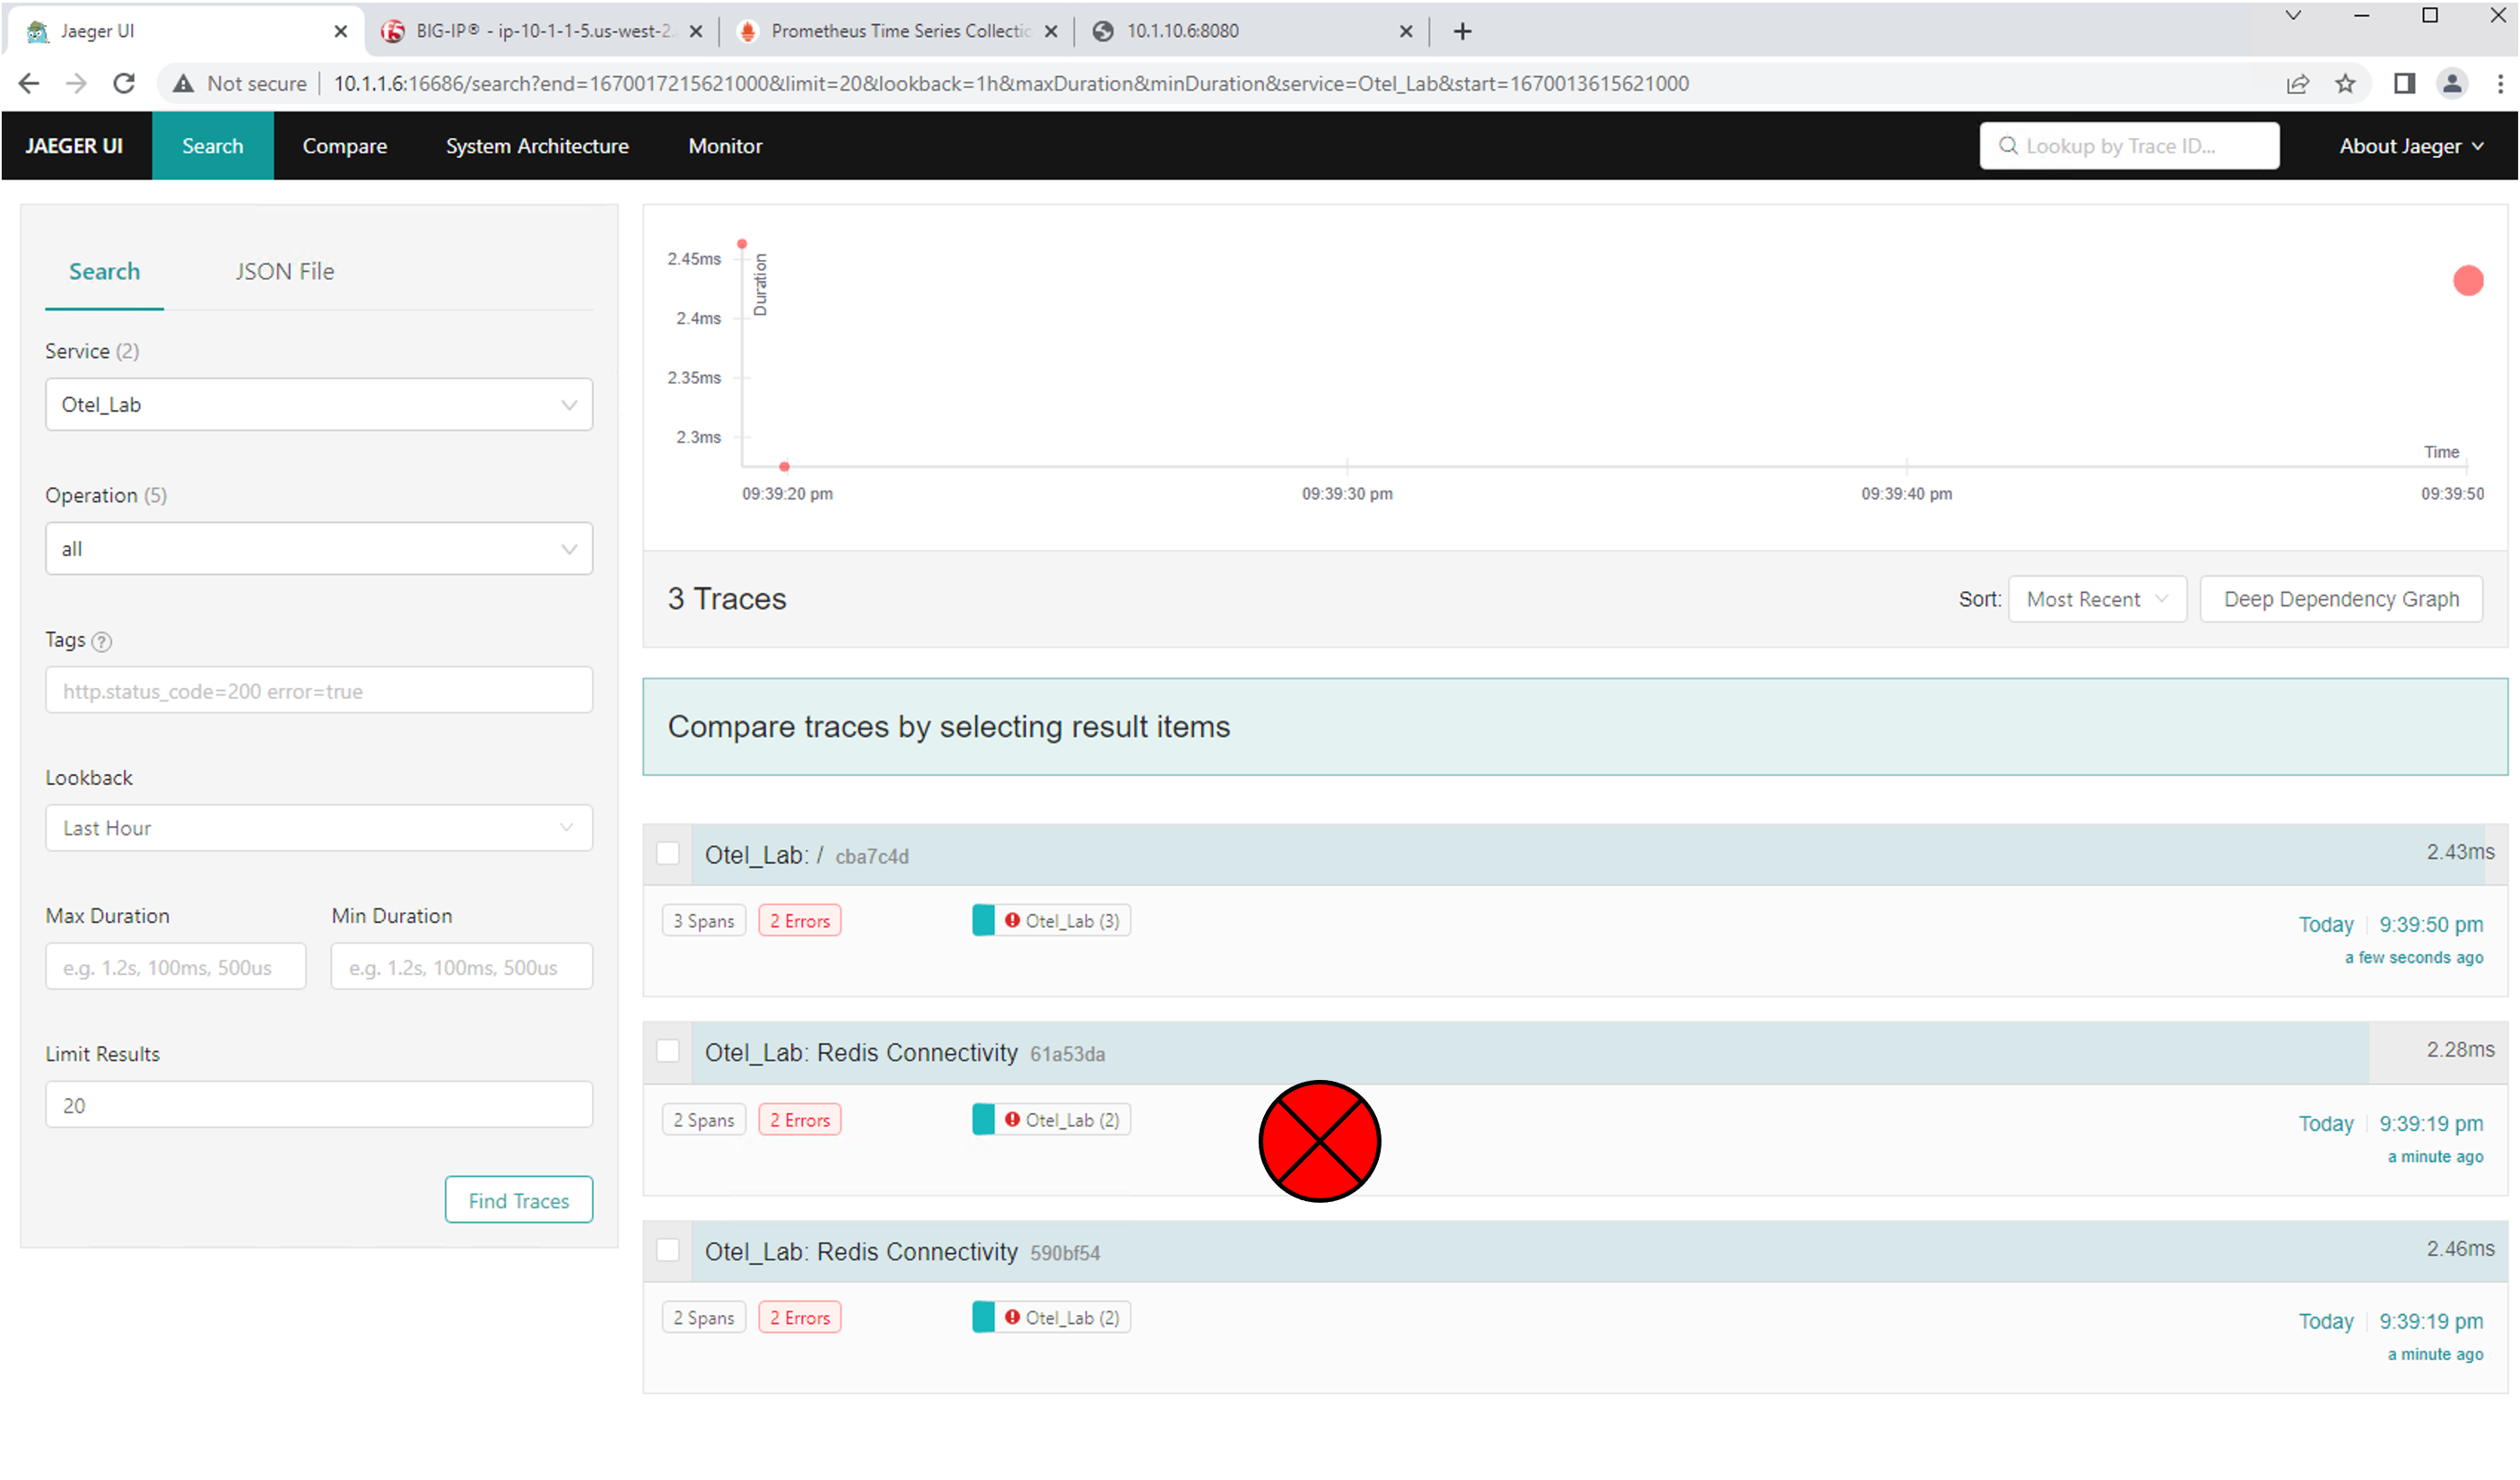 Jaeger UI
BIG-IP® - ip-10-1-1-5.us-west-2.
Prometheus Time Series Collectio
10.1.10.6:8080
Not secure
10.1.1.6:16686/search?end=1670017215621000&limit=20&lookback=1h&maxDuration&minDuration&service=Otel_Lab&start=1670013615621000
JAEGER UI
Search
Compare
System Architecture
Monitor
Lookup by Trace ID...
About Jaeger
Search
JSON File
Service (2)
Otel_Lab
Operation (5)
all
Tags ?
http.status_code=200 error=true
Lookback
Last Hour
Max Duration
Min Duration
e.g. 1.2s, 100ms, 500us
e.g. 1.2s, 100ms, 500us
Limit Results
20
Find Traces
2.45ms
2.4ms
2.35ms
2.3ms
Duration
Time
09:39:20 pm
09:39:30 pm
09:39:40 pm
09:39:50
3 Traces
Sort:
Most Recent
Deep Dependency Graph
Compare traces by selecting result items
Otel_Lab: / cba7c4d
2.43ms
3 Spans
2 Errors
Otel_Lab (3)
Today
9:39:50 pm
a few seconds ago
Otel_Lab: Redis Connectivity 61a53da
2.28ms
2 Spans
2 Errors
Otel_Lab (2)
Today
9:39:19 pm
a minute ago
Otel_Lab: Redis Connectivity 590bf54
2.46ms
2 Spans
2 Errors
Otel_Lab (2)
Today
9:39:19 pm
a minute ago